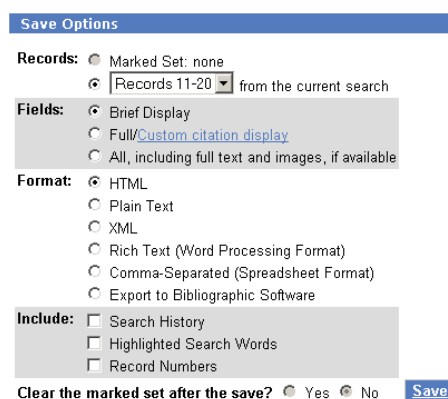 Save Options
Records: Marked Set: none
Records 11-20 from the current search
Fields: Brief Display
Full/Custom citation display
All, including full text and images, if available
Format: HTML
Plain Text
XML
Rich Text (Word Processing Format)
Comma-Separated (Spreadsheet Format)
Export to Bibliographic Software
Include: Search History
Highlighted Search Words
Record Numbers
Clear the marked set after the save? Yes No Save